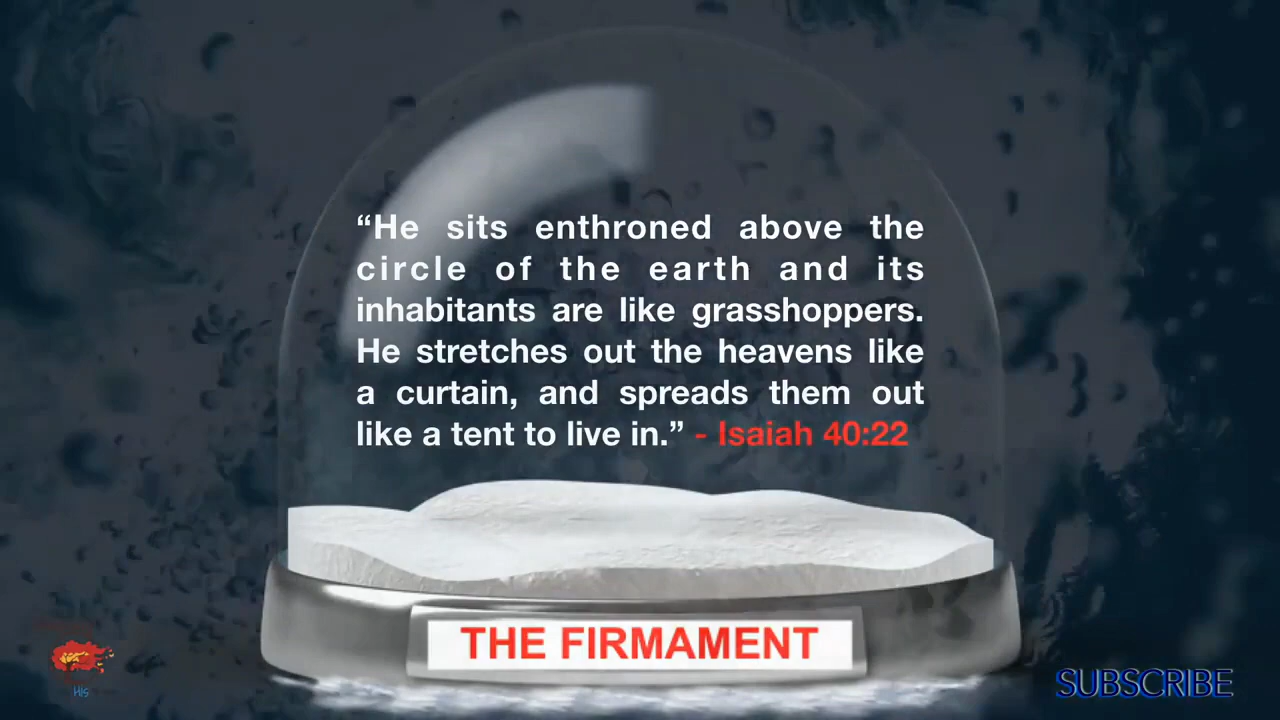 “He sits enthroned above the
circle of the earth and its
inhabitants are like grasshoppers.
He stretches out the heavens like
a curtain, and spreads them out
like a tent to live in.” - Isaiah 40:22
THE FIRMAMENT
His
SUBSCRIBE